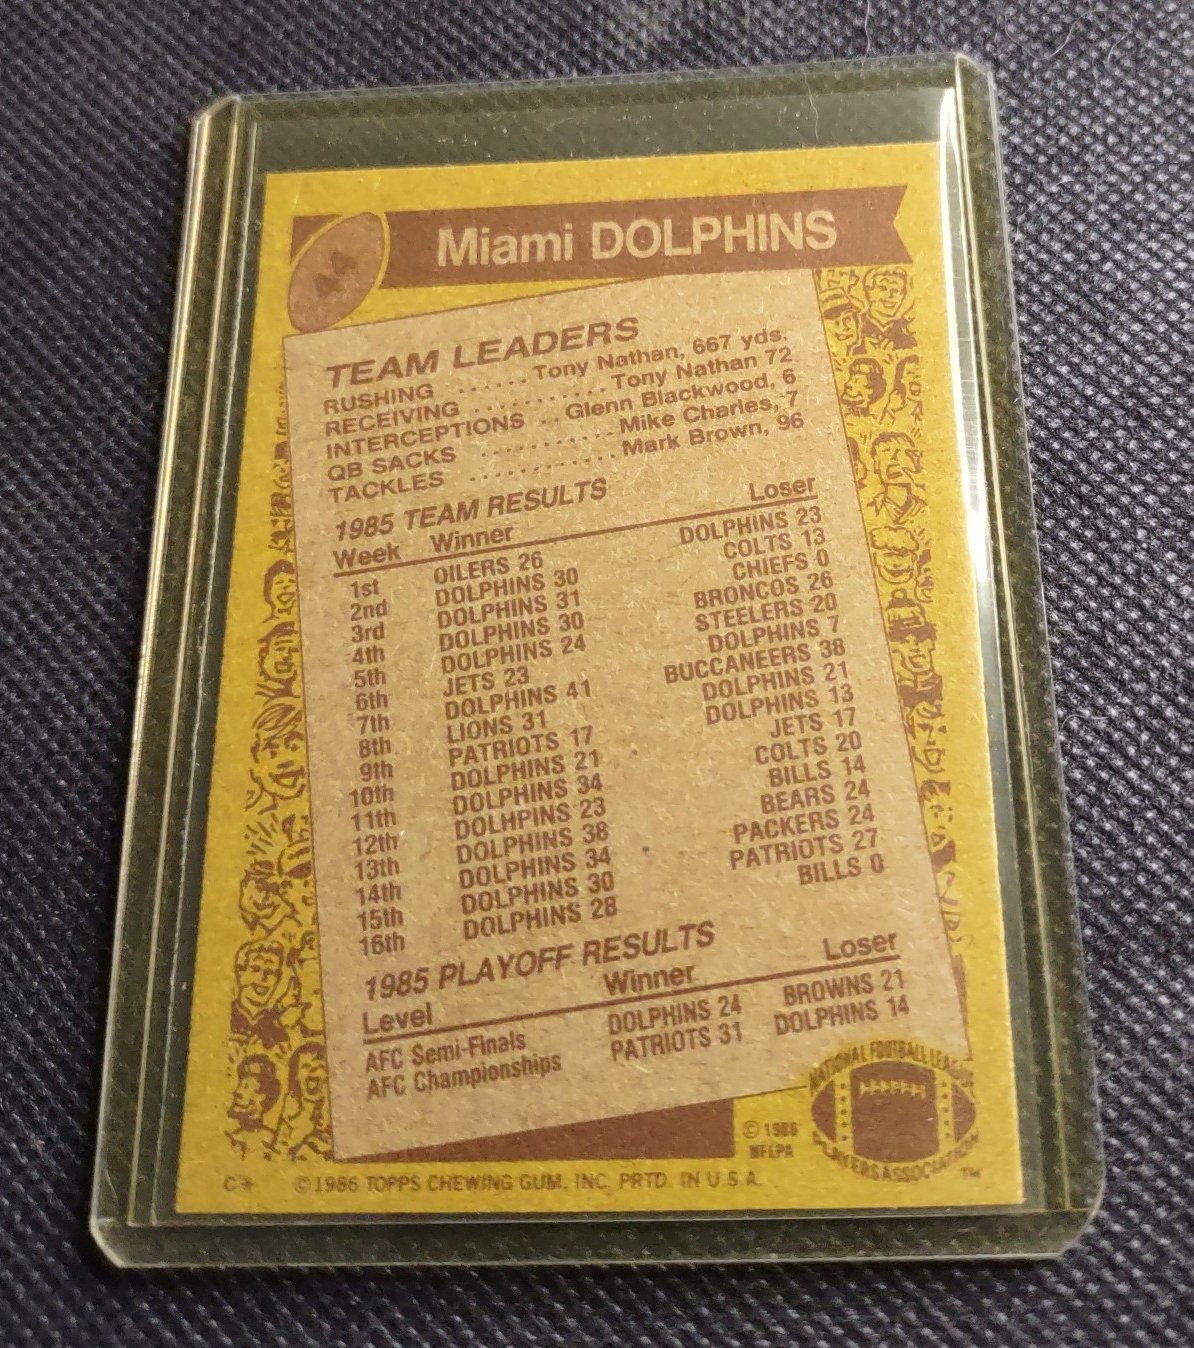 44
Miami DOLPHINS
TEAM LEADERS
RUSHING ...... Tony Nathan, 667 yds.
RECEIVING ........... Tony Nathan 72
INTERCEPTIONS .. Glenn Blackwood, 6
QB SACKS ........... Mike Charles, 7
TACKLES ............ Mark Brown, 96
1985 TEAM RESULTS
Week Winner Loser
1st OILERS 26 DOLPHINS 23
2nd DOLPHINS 30 COLTS 13
3rd DOLPHINS 31 CHIEFS 0
4th DOLPHINS 30 BRONCOS 26
5th DOLPHINS 24 STEELERS 20
6th JETS 23 DOLPHINS 7
7th DOLPHINS 41 BUCCANEERS 38
8th LIONS 31 DOLPHINS 21
9th PATRIOTS 17 DOLPHINS 13
10th DOLPHINS 21 JETS 17
11th DOLPHINS 34 COLTS 20
12th DOLHPINS 23 BILLS 14
13th DOLPHINS 38 BEARS 24
14th DOLPHINS 34 PACKERS 24
15th DOLPHINS 30 PATRIOTS 27
16th DOLPHINS 28 BILLS 0
1985 PLAYOFF RESULTS
Level Winner Loser
AFC Semi-Finals DOLPHINS 24 BROWNS 21
AFC Championships PATRIOTS 31 DOLPHINS 14
NATIONAL FOOTBALL LEAGUE
PLAYERS ASSOCIATION
TM
© 1986
NFLPA
C* ©1986 TOPPS CHEWING GUM, INC. PRTD. IN U.S.A.